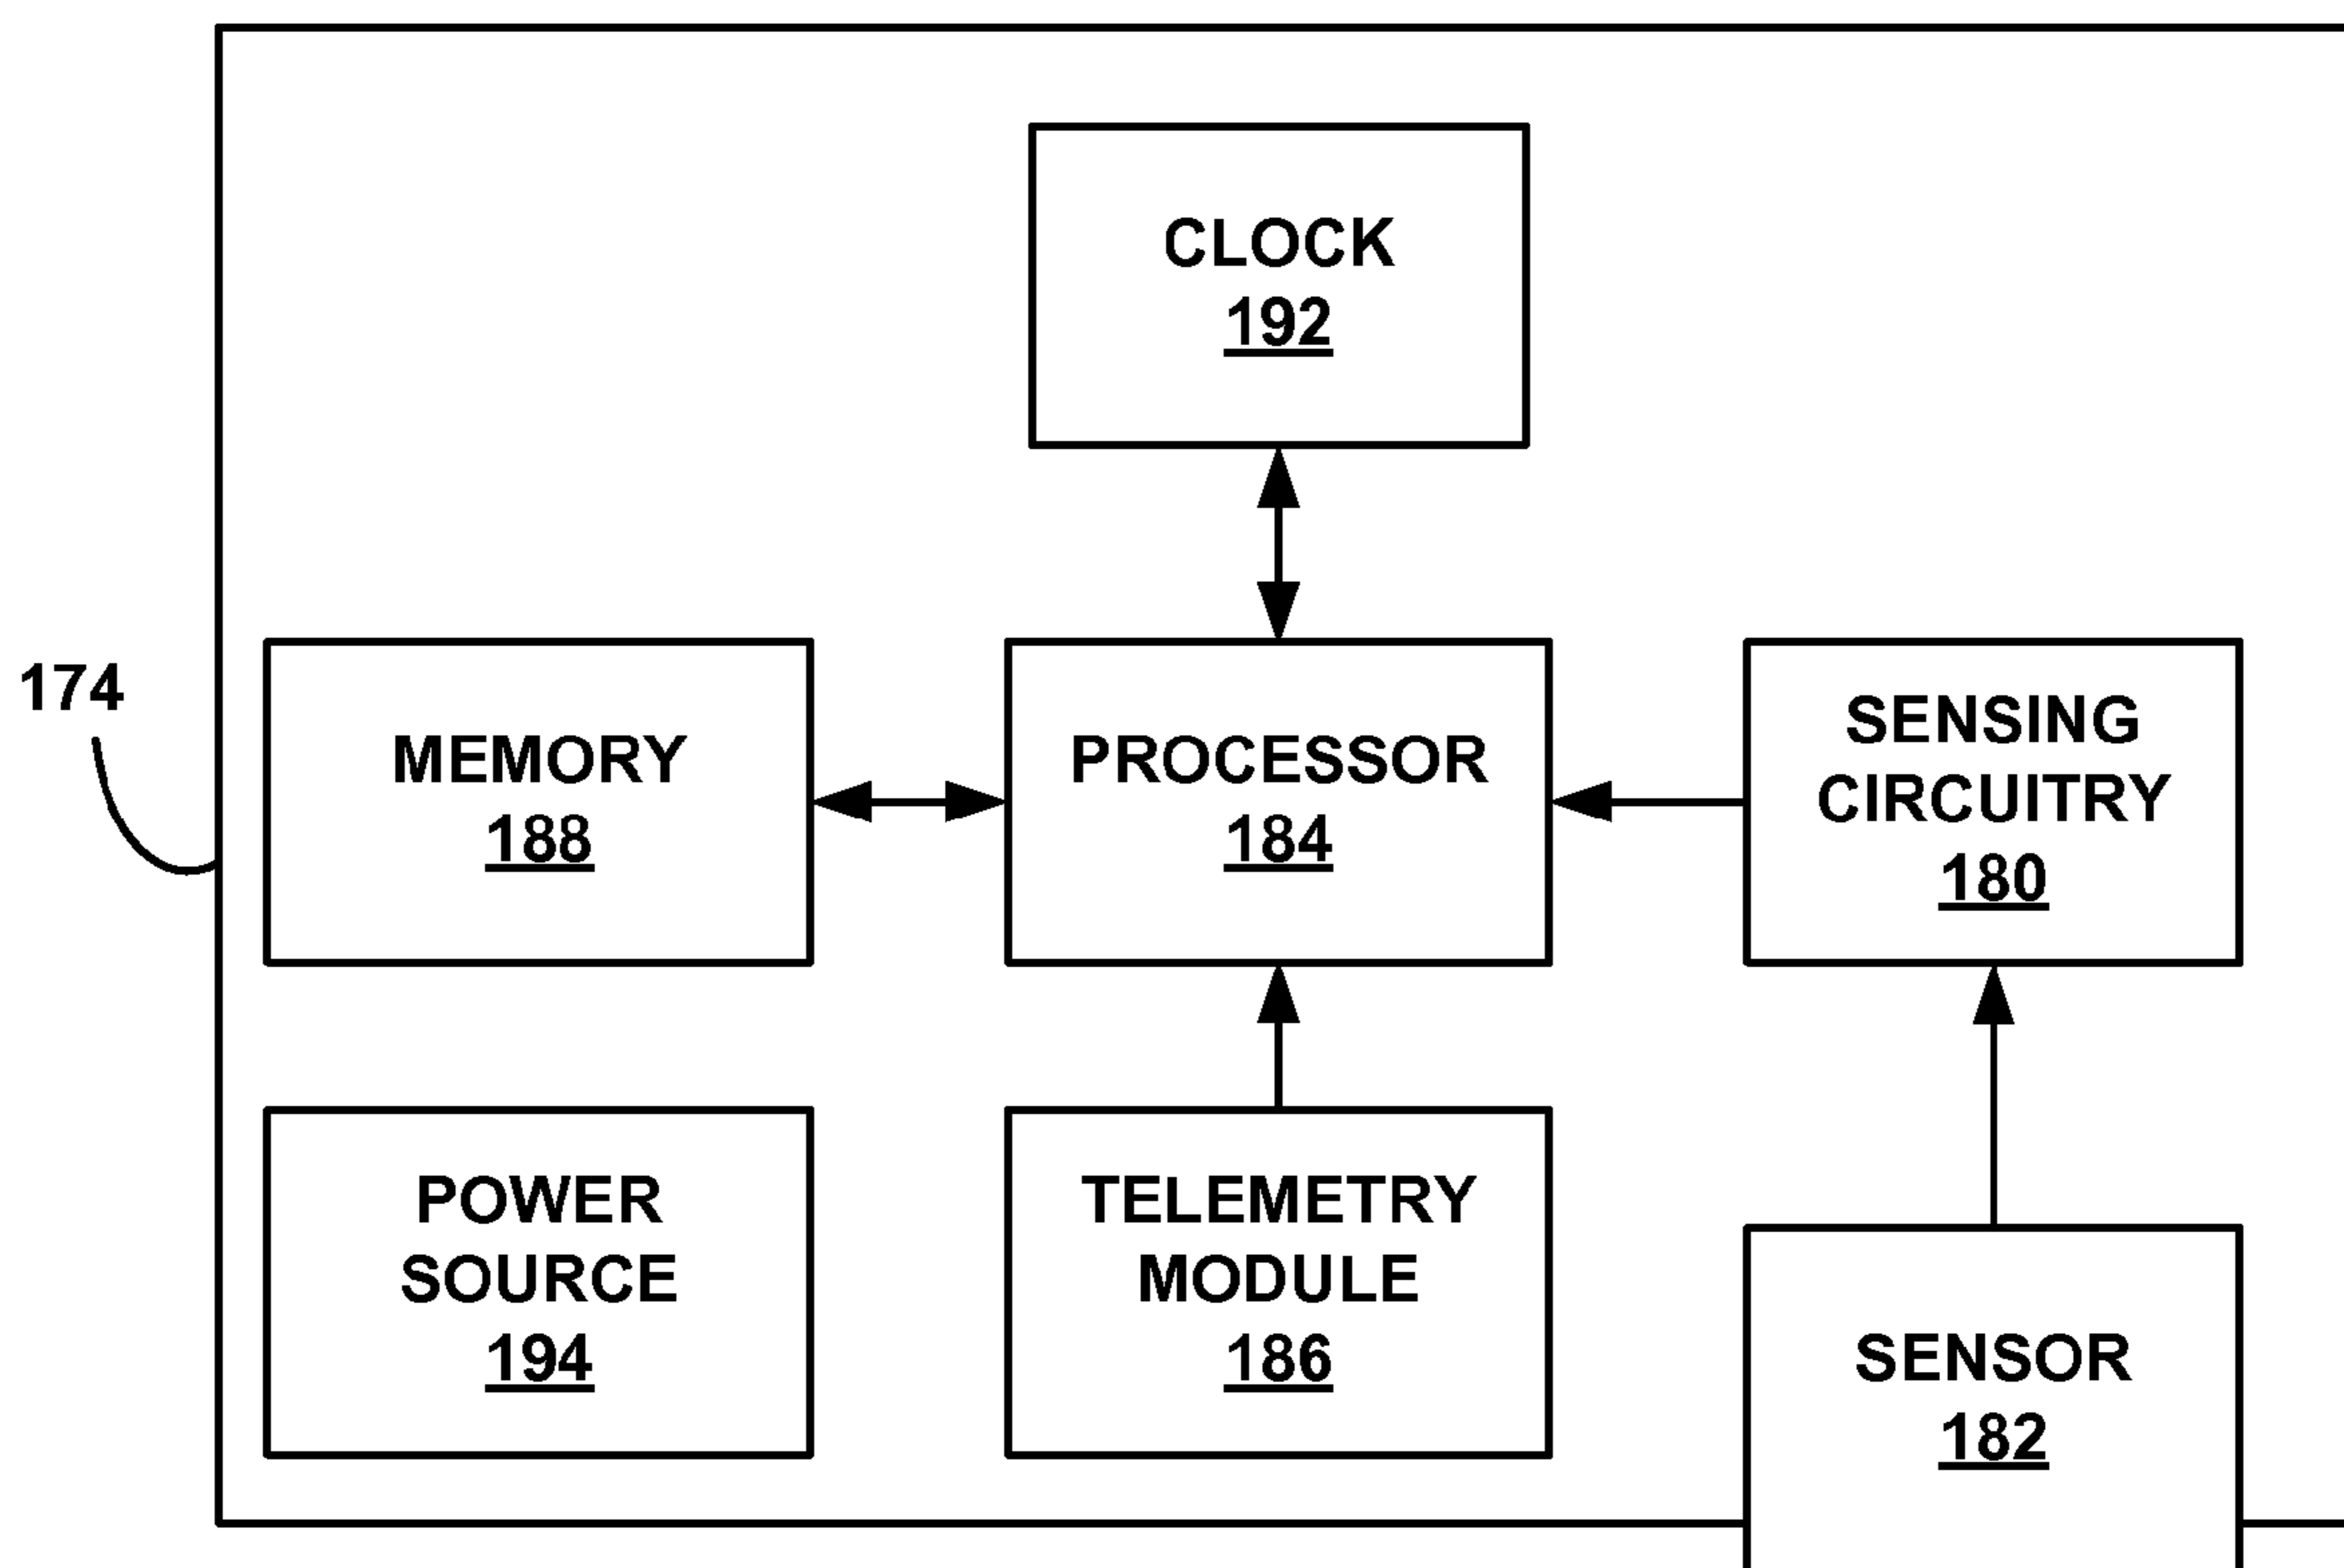 CLOCK
192
174
MEMORY
188
PROCESSOR
184
SENSING
CIRCUITRY
180
POWER
SOURCE
194
TELEMETRY
MODULE
186
SENSOR
182